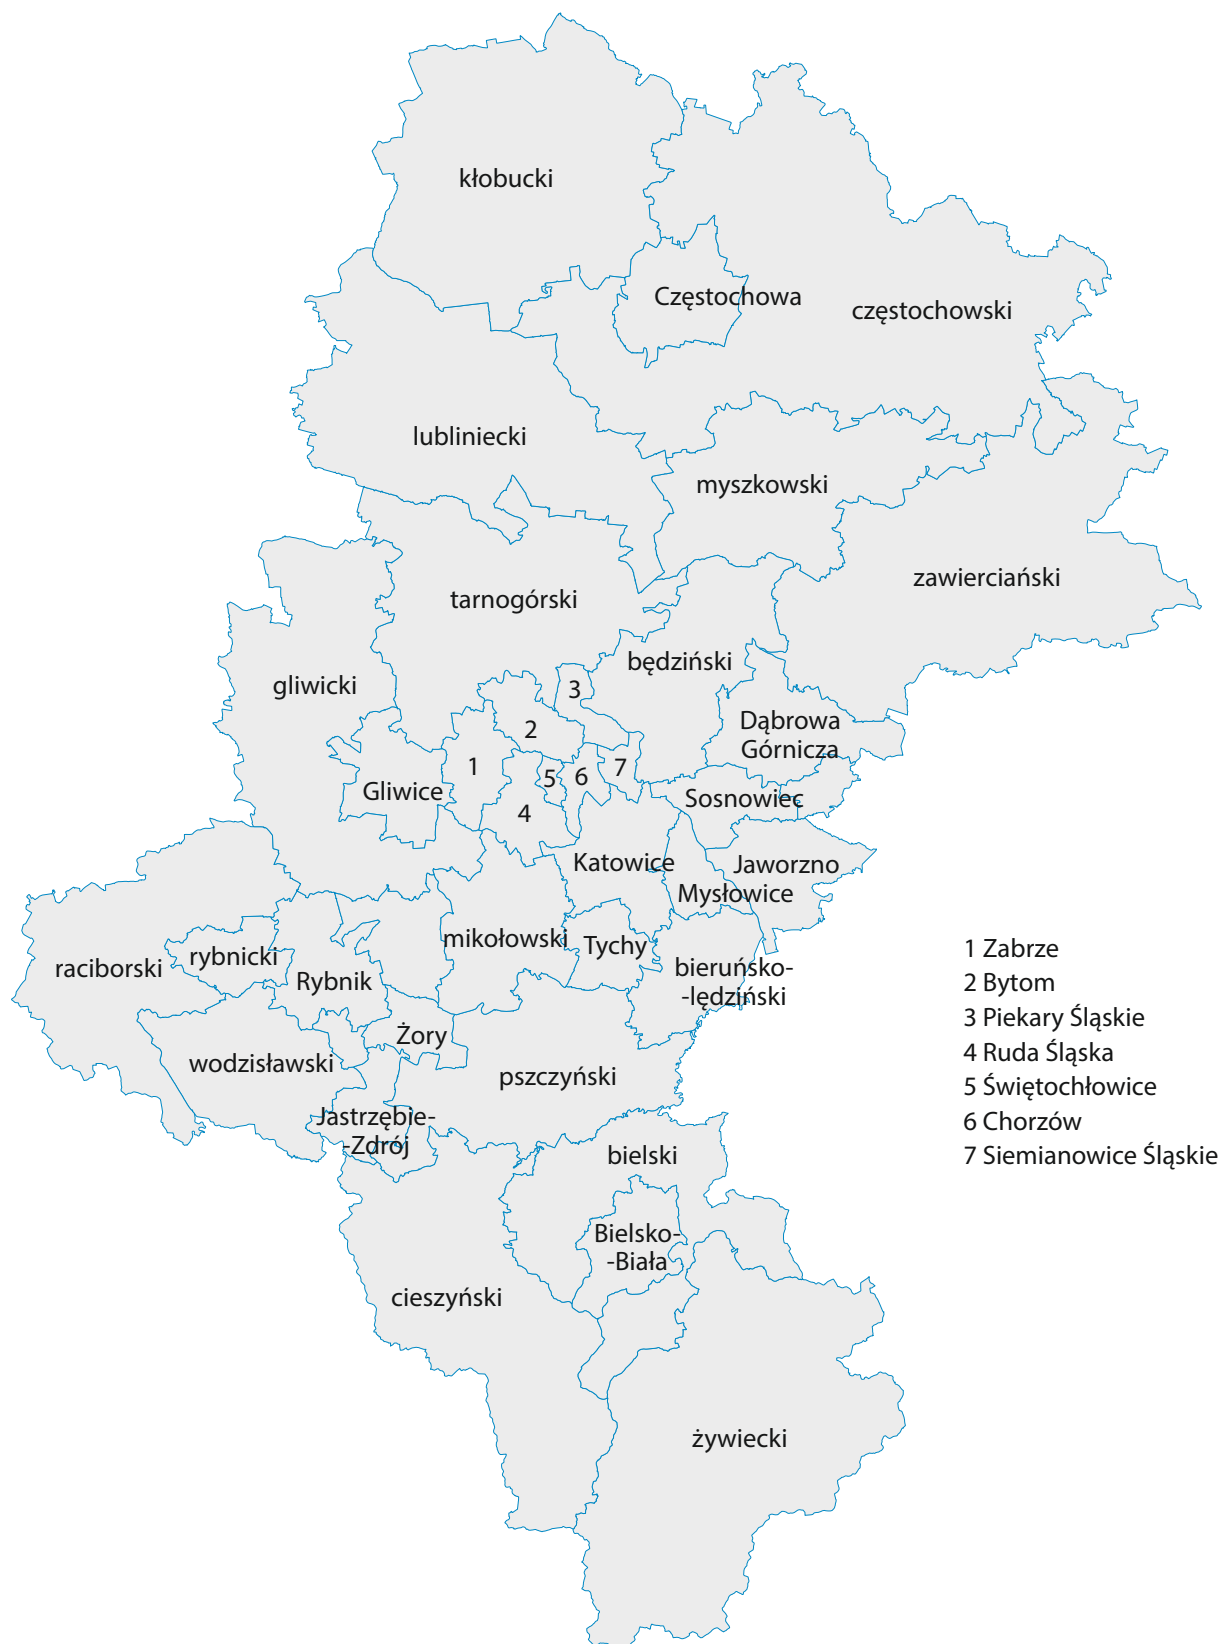 kłobucki
Częstochowa
częstochowski
lubliniecki
myszkowski
zawierciański
tarnogórski
będziński
gliwicki
3
Dąbrowa
Górnicza
2
1
7
6
5
Gliwice
Sosnowiec
4
Katowice
Jaworzno
Mysłowice
mikołowski
Tychy
rybnicki
raciborski
Rybnik
bieruńsko-
-lędziński
Żory
wodzisławski
pszczyński
Jastrzębie-
-Zdrój
bielski
Bielsko-
-Biała
cieszyński
żywiecki
1 Zabrze
2 Bytom
3 Piekary Śląskie
4 Ruda Śląska
5 Świętochłowice
6 Chorzów
7 Siemianowice Śląskie